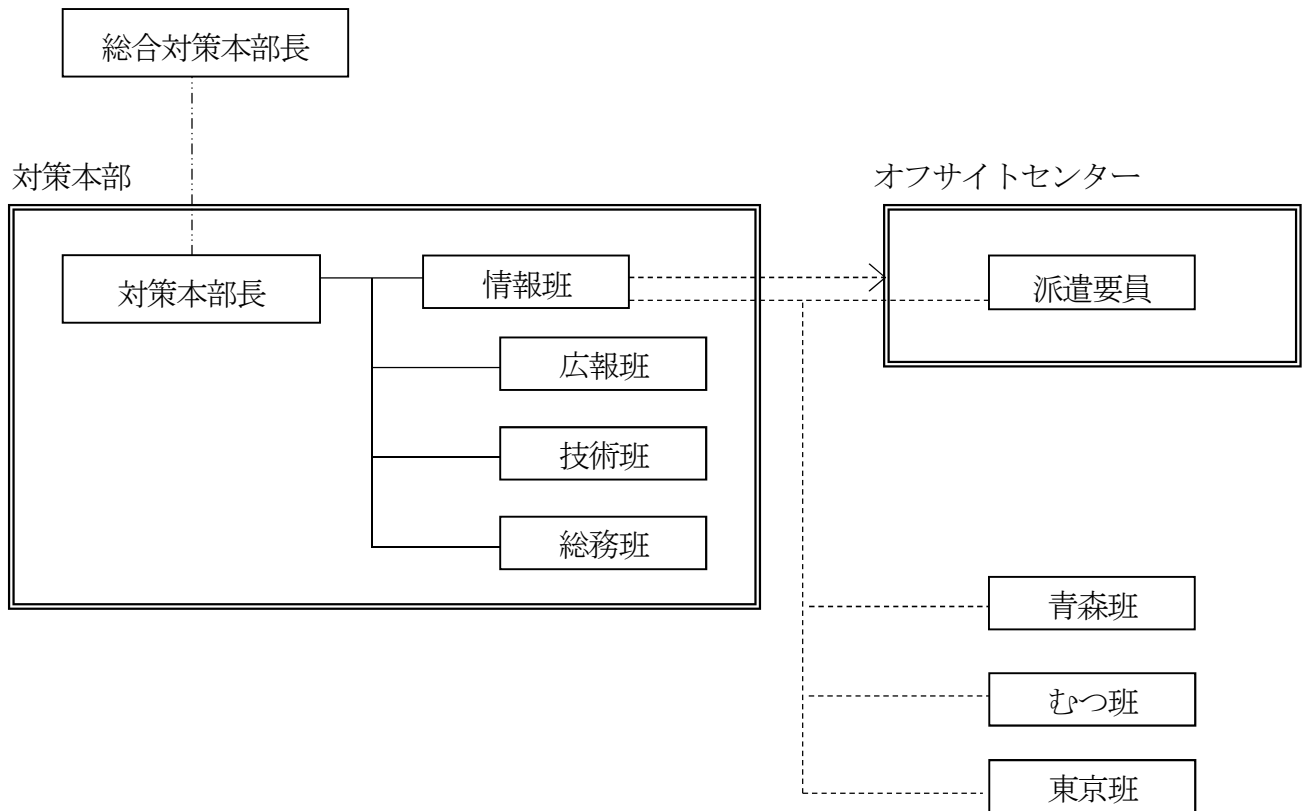 総合対策本部長
対策本部
オフサイトセンター
対策本部長
情報班
派遣要員
広報班
技術班
総務班
青森班
むつ班
東京班